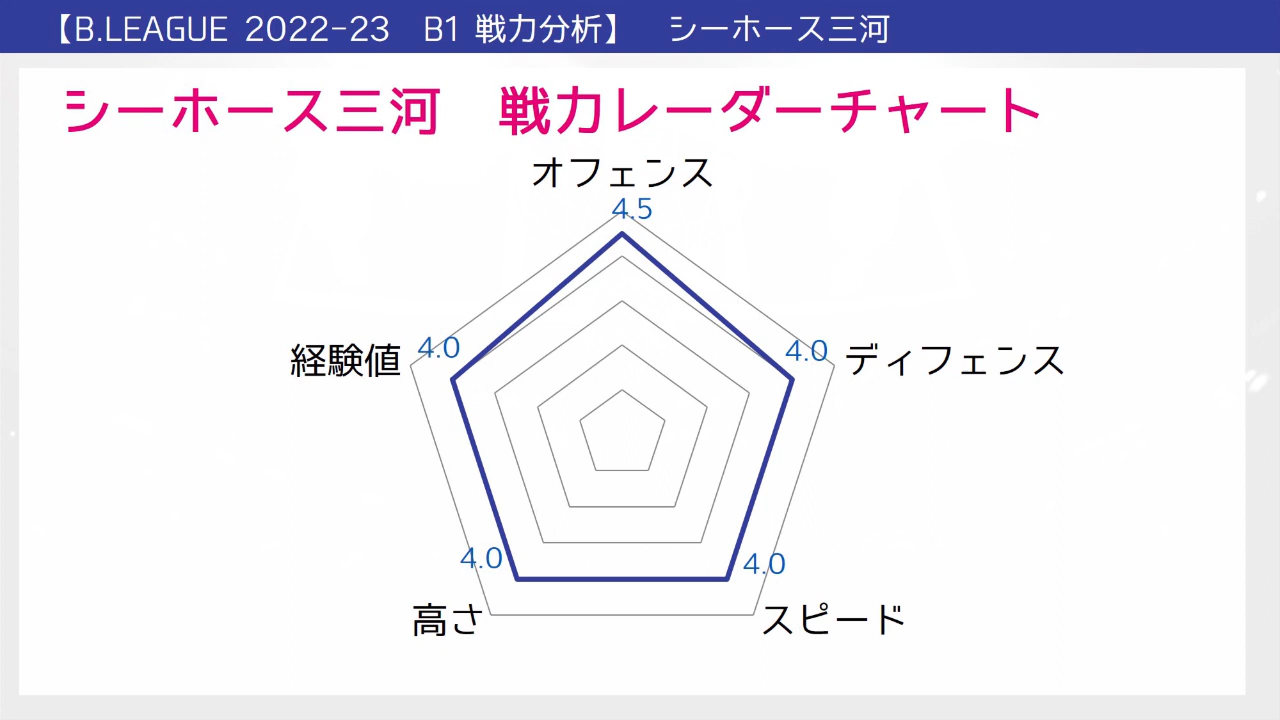 【B.LEAGUE 2022-23 B1 戦力分析】 シーホース三河
シーホース三河 戦力レーダーチャート
オフェンス
4.5
経験値 4.0
4.0 ディフェンス
4.0
4.0
高さ
スピード